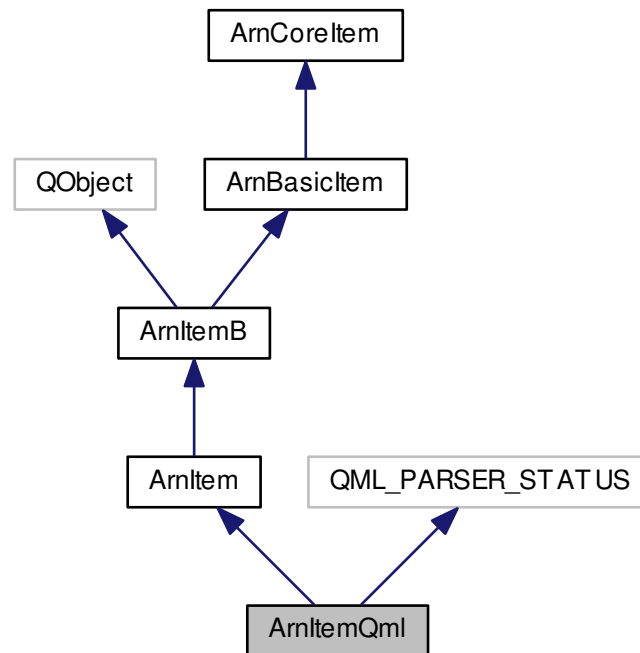 ArnCoreItem
QObject
ArnBasicItem
ArnItemB
ArnItem
QML_PARSER_STATUS
ArnItemQml